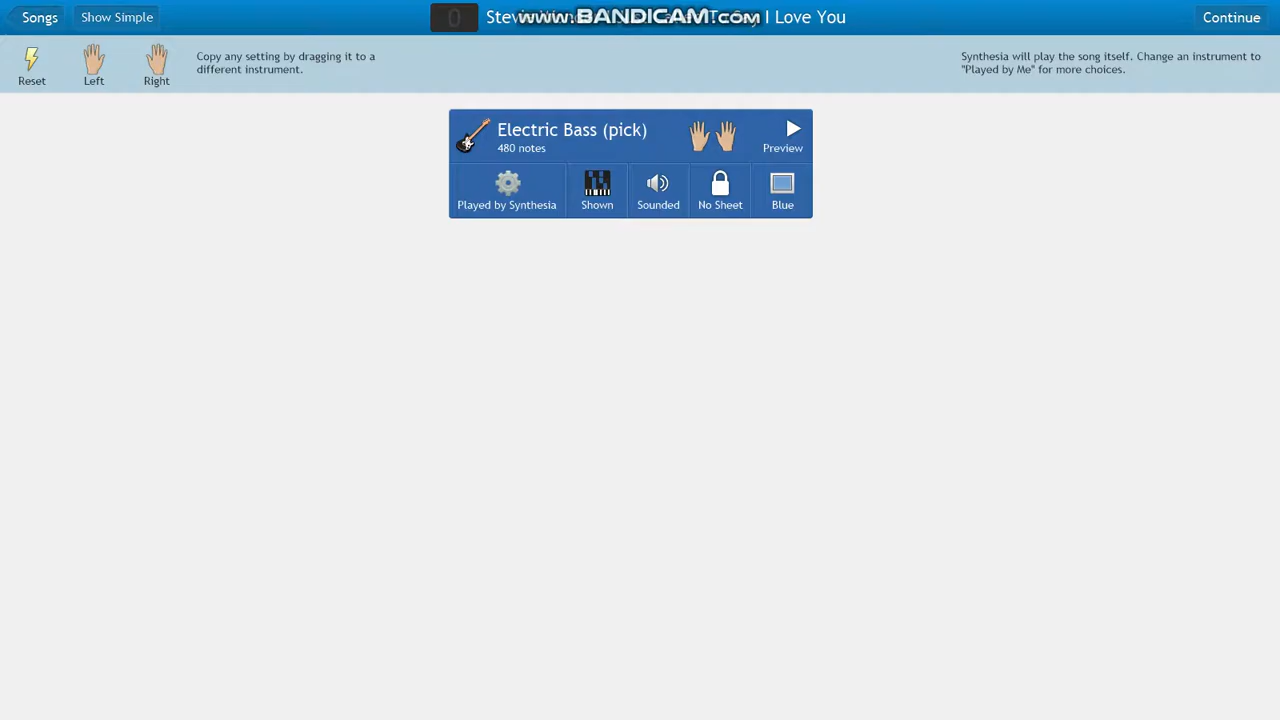 Songs
Show Simple
0
Stev
www.BANDICAM.com
I Love You
Continue
Reset
Left
Right
Copy any setting by dragging it to a
different instrument.
Synthesia will play the song itself. Change an instrument to
"Played by Me" for more choices.
Electric Bass (pick)
480 notes
Preview
Played by Synthesia
Shown
Sounded
No Sheet
Blue